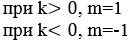 при k> 0, m=1
при k< 0, m=-1